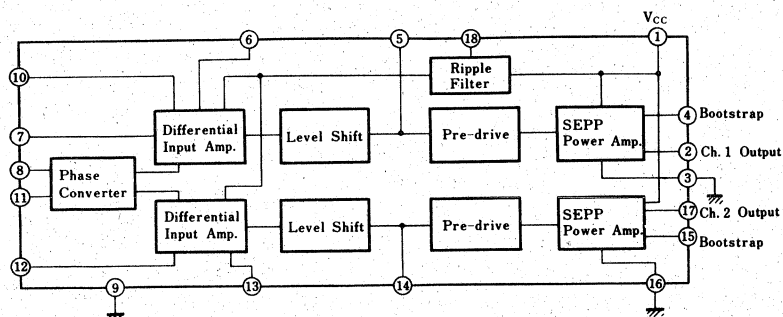 Vcc
6
5
18
1
10
Ripple
Filter
4 Bootstrap
7
Differential
Input Amp.
Level Shift
Pre-drive
SEPP
Power Amp.
2 Ch. 1 Output
8
Phase
Converter
3
11
17 Ch. 2 Output
Differential
Input Amp.
Level Shift
Pre-drive
SEPP
Power Amp.
15
Bootstrap
12
9
13
14
16